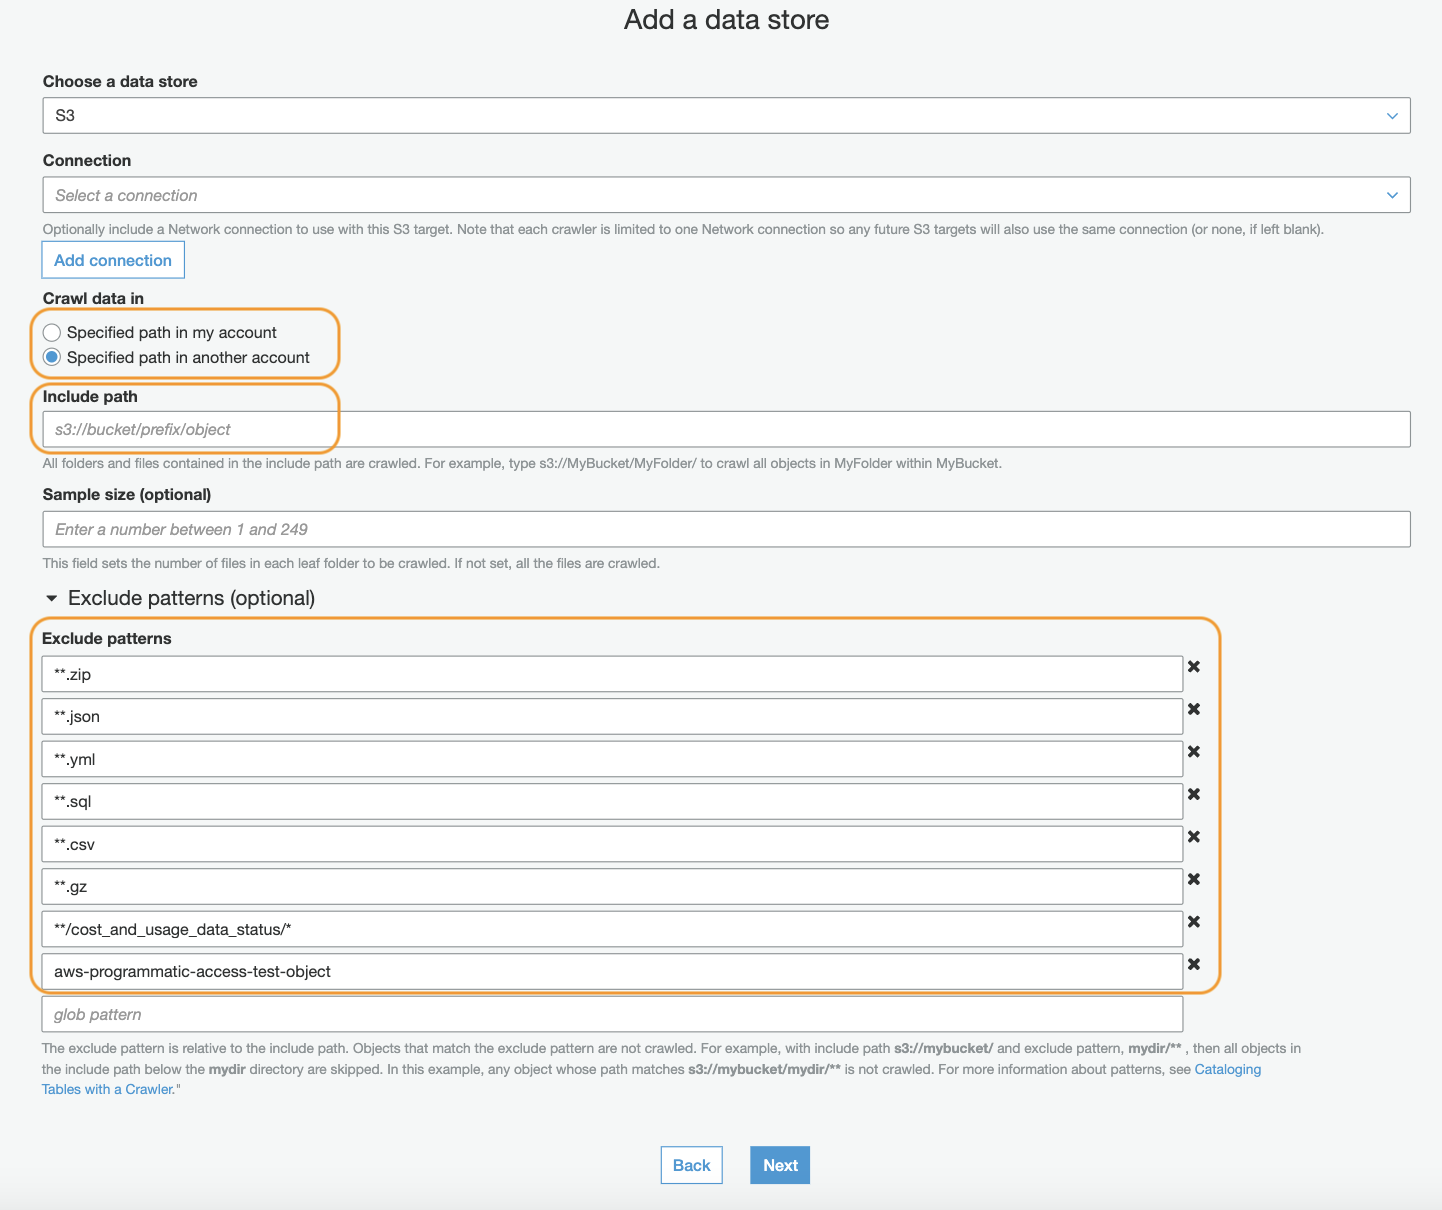 Add a data store
Choose a data store
S3
Connection
Select a connection
Optionally include a Network connection to use with this S3 target. Note that each crawler is limited to one Network connection so any future S3 targets will also use the same connection (or none, if left blank).
Add connection
Crawl data in
Specified path in my account
Specified path in another account
Include path
s3://bucket/prefix/object
All folders and files contained in the include path are crawled. For example, type s3://MyBucket/MyFolder/ to crawl all objects in MyFolder within MyBucket.
Sample size (optional)
Enter a number between 1 and 249
This field sets the number of files in each leaf folder to be crawled. If not set, all the files are crawled.
Exclude patterns (optional)
Exclude patterns
**.zip
**.json
**.yml
**.sql
**.csv
**.gz
**/cost_and_usage_data_status/*
aws-programmatic-access-test-object
glob pattern
The exclude pattern is relative to the include path. Objects that match the exclude pattern are not crawled. For example, with include path s3://mybucket/ and exclude pattern, mydir/** , then all objects in
the include path below the mydir directory are skipped. In this example, any object whose path matches s3://mybucket/mydir/** is not crawled. For more information about patterns, see Cataloging
Tables with a Crawler."
Back
Next